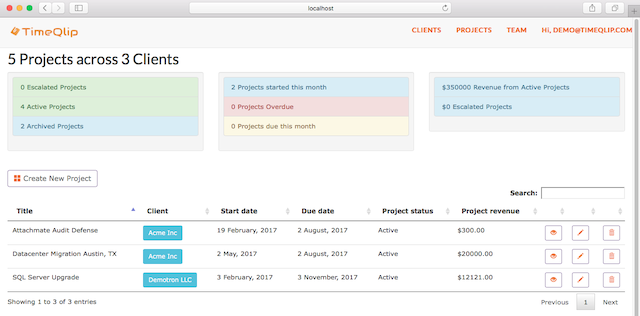 localhost
TimeQlip
CLIENTS PROJECTS TEAM HI, DEMO@TIMEQLIP.COM
5 Projects across 3 Clients
0 Escalated Projects
4 Active Projects
2 Archived Projects
2 Projects started this month
0 Projects Overdue
0 Projects due this month
$350000 Revenue from Active Projects
$0 Escalated Projects
Create New Project
Search:
Title Client Start date Due date Project status Project revenue
Attachmate Audit Defense Acme Inc 19 February, 2017 2 August, 2017 Active $300.00
Datacenter Migration Austin, TX Acme Inc 2 May, 2017 2 August, 2017 Active $20000.00
SQL Server Upgrade Demotron LLC 3 February, 2017 3 November, 2017 Active $12121.00
Showing 1 to 3 of 3 entries Previous 1 Next